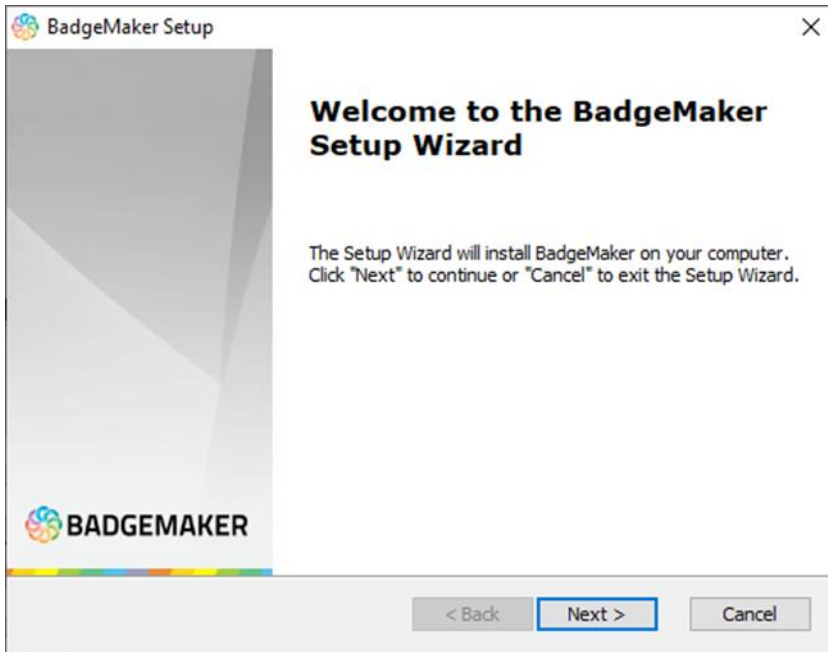 BadgeMaker Setup
Welcome to the BadgeMaker
Setup Wizard
The Setup Wizard will install BadgeMaker on your computer.
Click "Next" to continue or "Cancel" to exit the Setup Wizard.
BADGEMAKER
< Back
Next >
Cancel